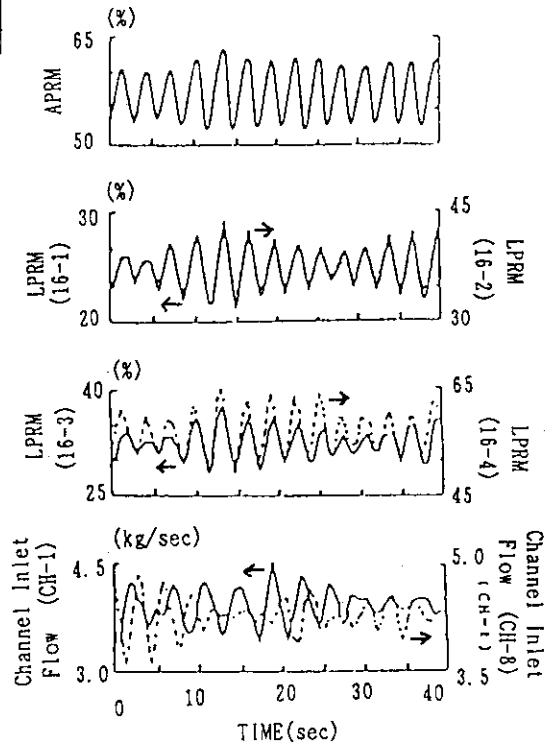 (%)
65
APRM
50
(%)
30
45
LPRM
(16-1)
LPRM
(16-2)
20
30
(%)
40
65
LPRM
(16-3)
LPRM
(16-4)
25
45
(kg/sec)
4.5
5.0
Channel Inlet
Flow (CH-1)
Channel Inlet
Flow (CH-8)
3.0
3.5
0 10 20 30 40
TIME(sec)